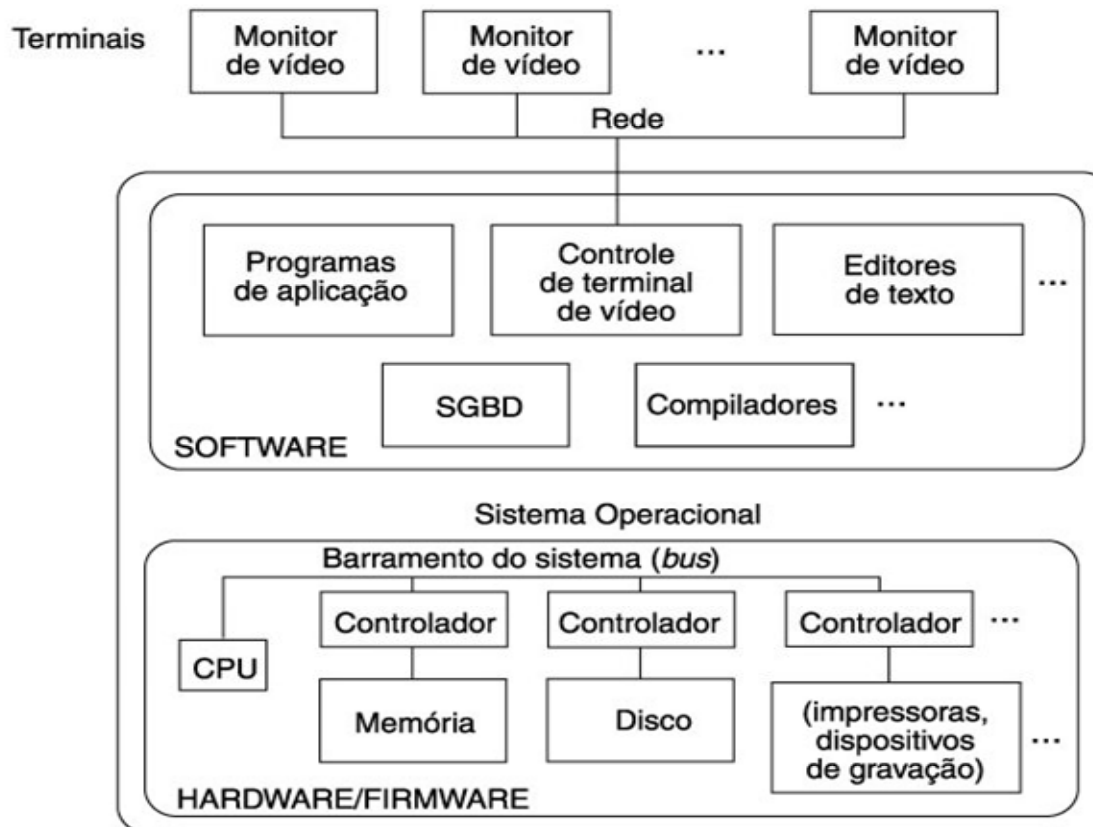 Terminais
Monitor
de vídeo
Monitor
de vídeo
...
Monitor
de vídeo
Rede
Programas
de aplicação
Controle
de terminal
de vídeo
Editores
de texto
...
SGBD
Compiladores
...
SOFTWARE
Sistema Operacional
Barramento do sistema (bus)
CPU
Controlador
Controlador
Controlador
...
Memória
Disco
(impressoras,
dispositivos
de gravação)
...
HARDWARE/FIRMWARE